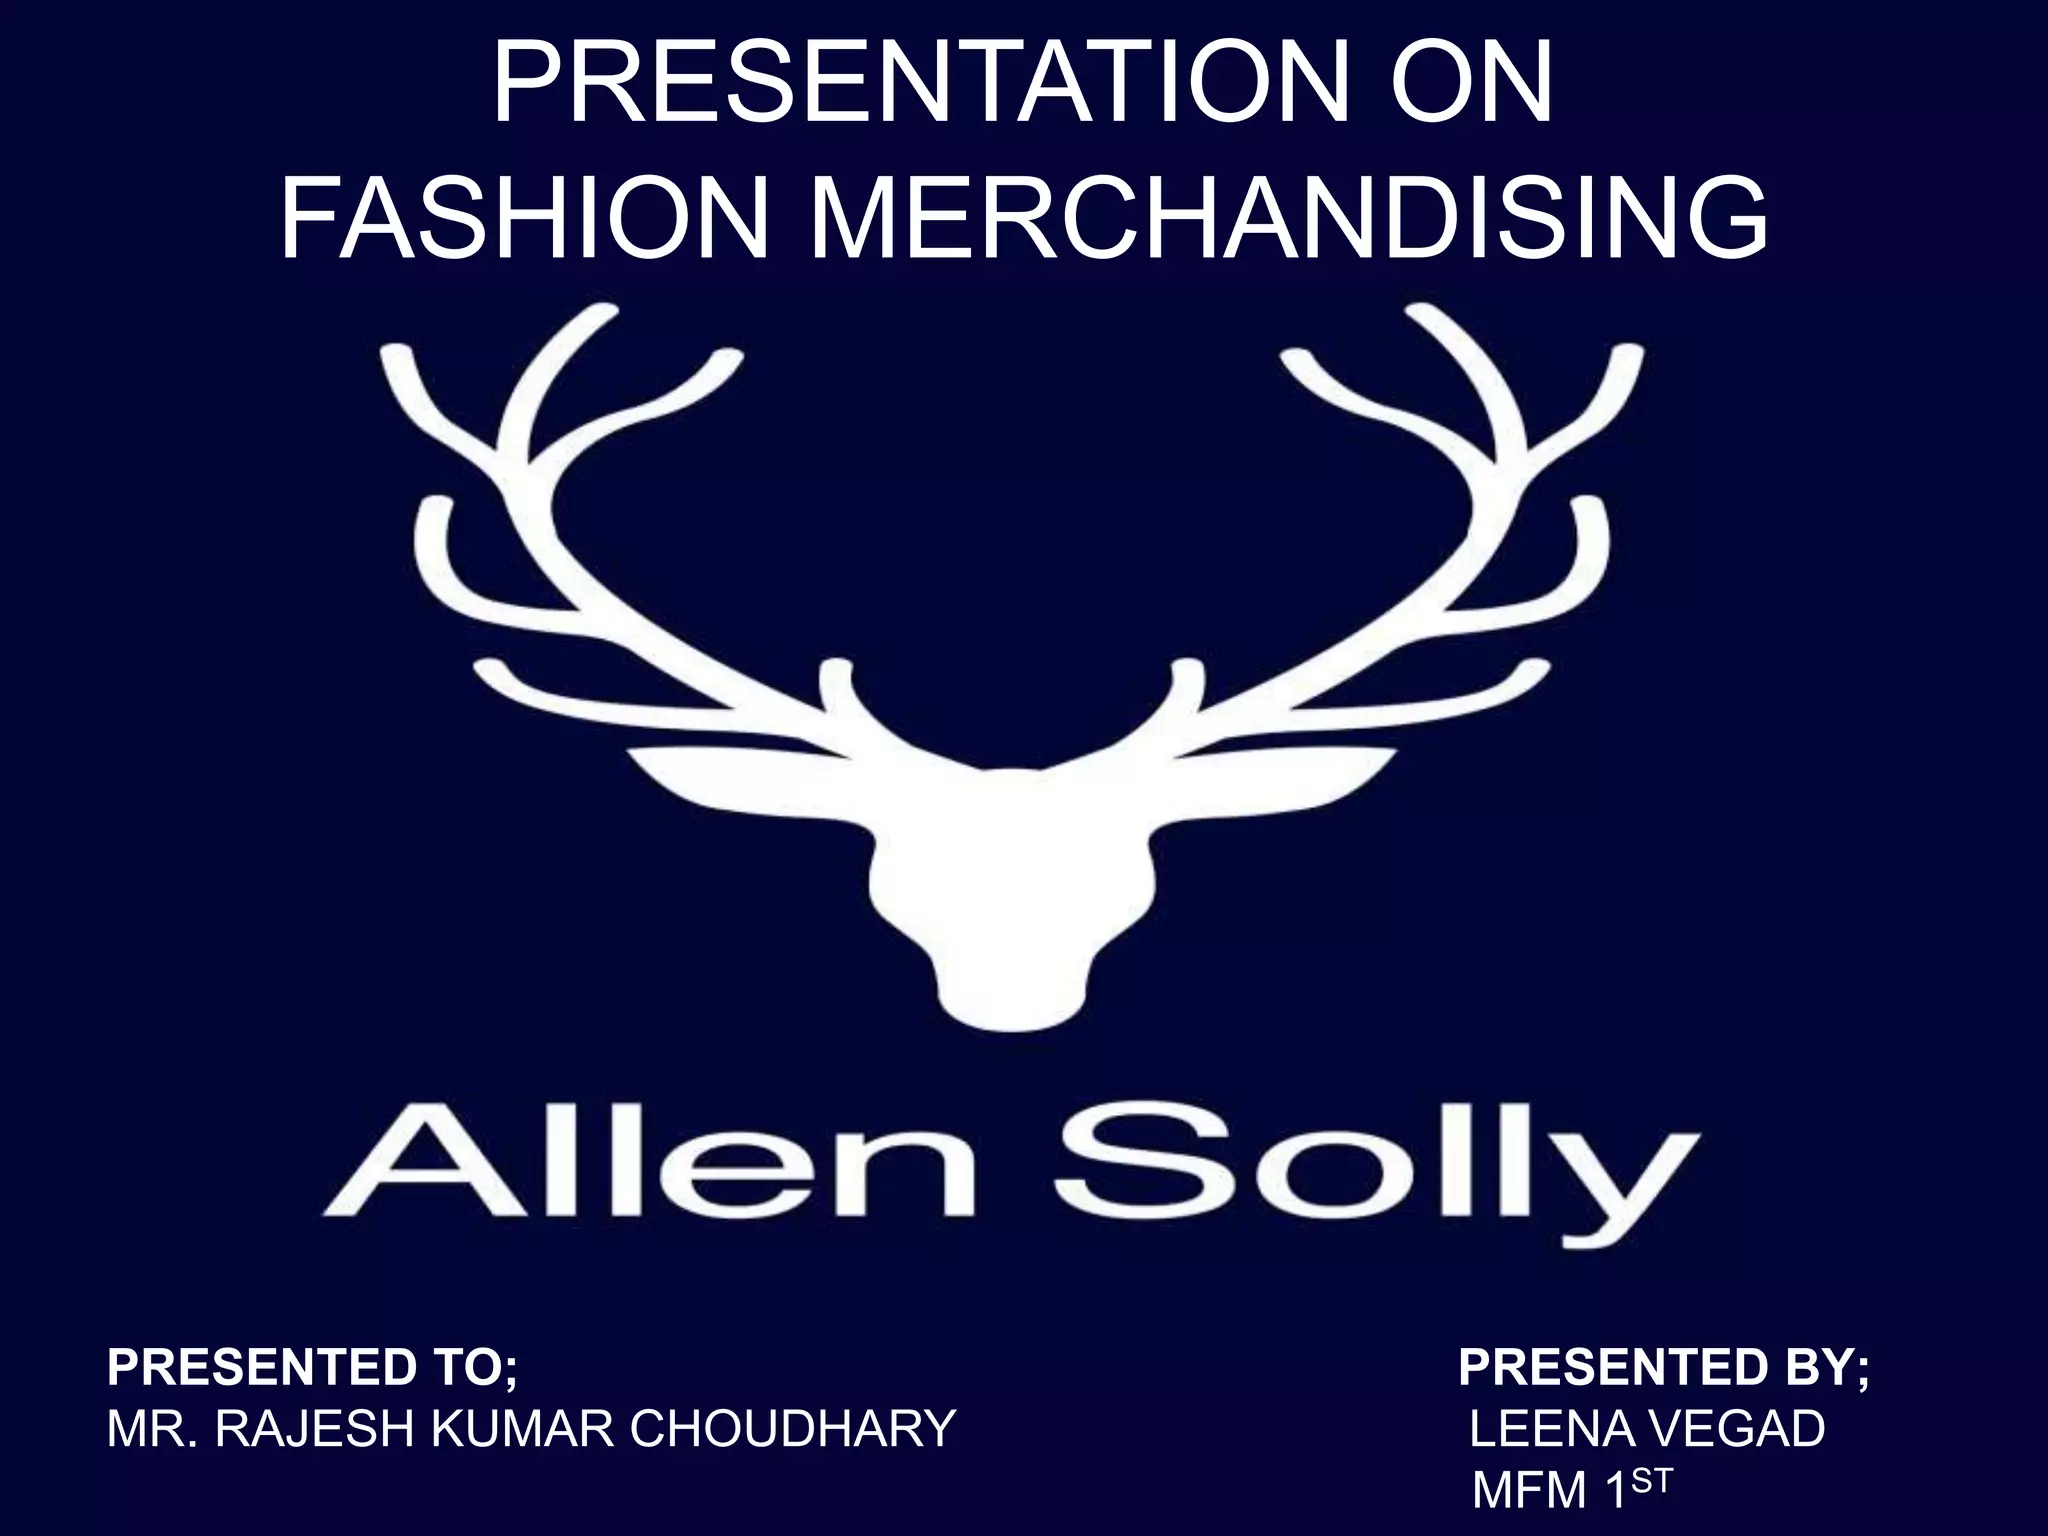 PRESENTATION ON
FASHION MERCHANDISING
Allen Solly
PRESENTED TO;
MR. RAJESH KUMAR CHOUDHARY
PRESENTED BY;
LEENA VEGAD
MFM 1ST